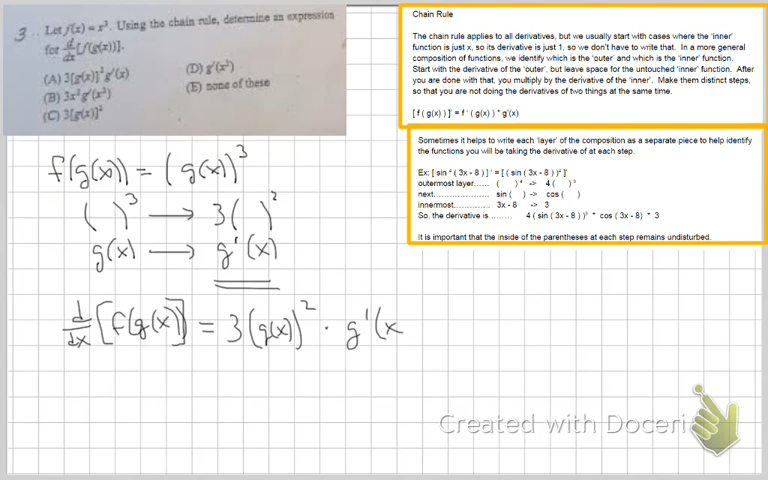 3. Let f(x) = x³. Using the chain rule, determine an expression
for d/dx [f(g(x))].
(A) 3[g(x)]² g'(x)
(B) 3x² g'(x³)
(C) 3[g(x)]²
(D) g'(x³)
(E) none of these
Chain Rule
The chain rule applies to all derivatives, but we usually start with cases where the 'inner'
function is just x, so its derivative is just 1, so we don't have to write that. In a more general
composition of functions, we identify which is the 'outer' and which is the 'inner' function.
Start with the derivative of the 'outer', but leave space for the untouched 'inner' function. After
you are done with that, you multiply by the derivative of the 'inner'. Make them distinct steps,
so that you are not doing the derivatives of two things at the same time.
[ f ( g(x) ) ]' = f ' ( g(x) ) * g'(x)
Sometimes it helps to write each 'layer' of the composition as a separate piece to help identify
the functions you will be taking the derivative of at each step.
Ex: [ sin ⁴ ( 3x - 8 ) ] ' = [ ( sin ( 3x - 8 ) )⁴ ]'
outermost layer...... ( ) ⁴ -> 4 ( ) ³
next................... sin ( ) -> cos ( )
innermost.............. 3x - 8 -> 3
So, the derivative is......... 4 ( sin ( 3x - 8 ) )³ * cos ( 3x - 8) * 3
It is important that the inside of the parentheses at each step remains undisturbed.
f(g(x)) = (g(x))³
( )³ → 3( )²
g(x) → g'(x)
d/dx [f(g(x))] = 3(g(x))² · g'(x
Created with Doceri